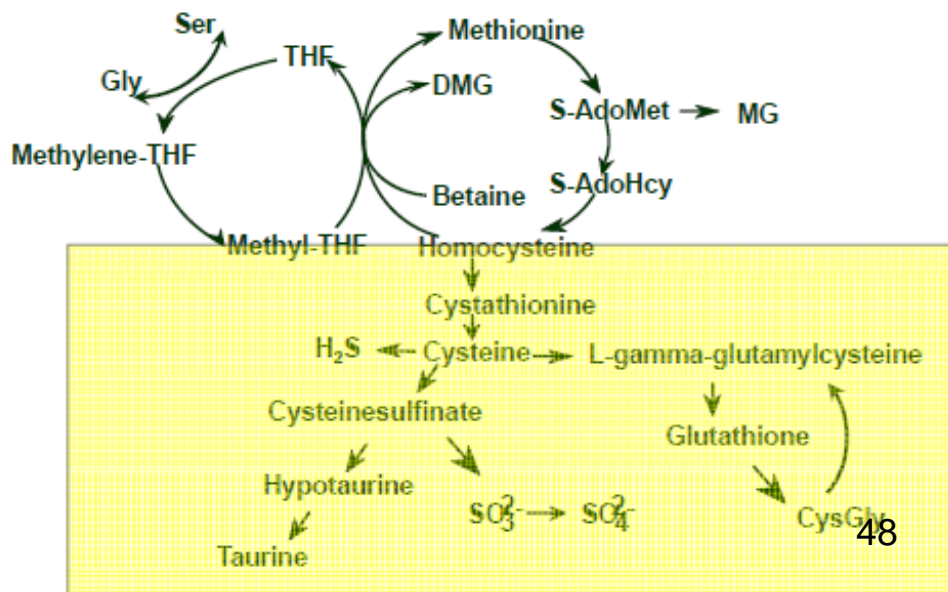 Ser
THF
Methionine
Gly
DMG
S-AdoMet
MG
Methylene-THF
S-AdoHcy
Betaine
Methyl-THF
Homocysteine
Cystathionine
H₂S
Cysteine
L-gamma-glutamylcysteine
Cysteinesulfinate
Glutathione
Hypotaurine
SO₃²⁻
SO₄²⁻
CysGly
48
Taurine